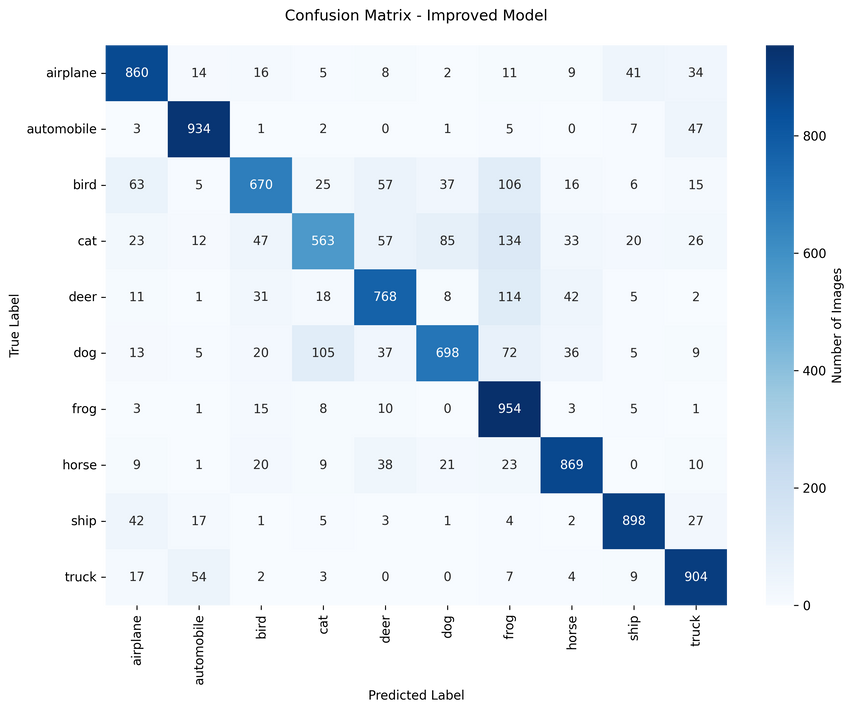 Confusion Matrix - Improved Model
airplane 860 14 16 5 8 2 11 9 41 34
automobile 3 934 1 2 0 1 5 0 7 47
bird 63 5 670 25 57 37 106 16 6 15
cat 23 12 47 563 57 85 134 33 20 26
deer 11 1 31 18 768 8 114 42 5 2
dog 13 5 20 105 37 698 72 36 5 9
frog 3 1 15 8 10 0 954 3 5 1
horse 9 1 20 9 38 21 23 869 0 10
ship 42 17 1 5 3 1 4 2 898 27
truck 17 54 2 3 0 0 7 4 9 904
airplane automobile bird cat deer dog frog horse ship truck
Predicted Label
True Label
800
600
400
200
0
Number of Images